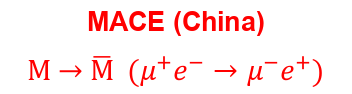 MACE (China)
M → M̅ (μ⁺e⁻ → μ⁻e⁺)